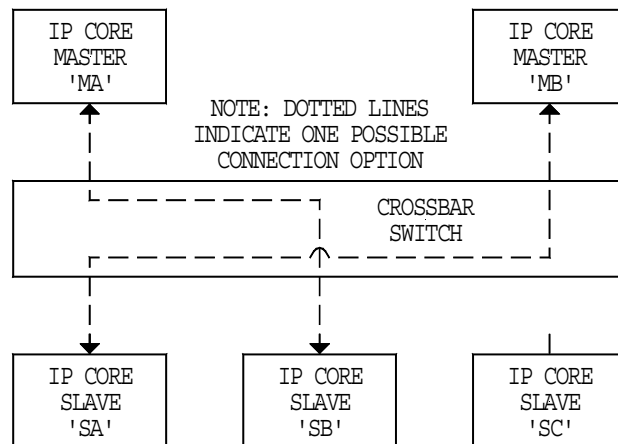 IP CORE
MASTER
'MA'
IP CORE
MASTER
'MB'
NOTE: DOTTED LINES
INDICATE ONE POSSIBLE
CONNECTION OPTION
CROSSBAR
SWITCH
IP CORE
SLAVE
'SA'
IP CORE
SLAVE
'SB'
IP CORE
SLAVE
'SC'